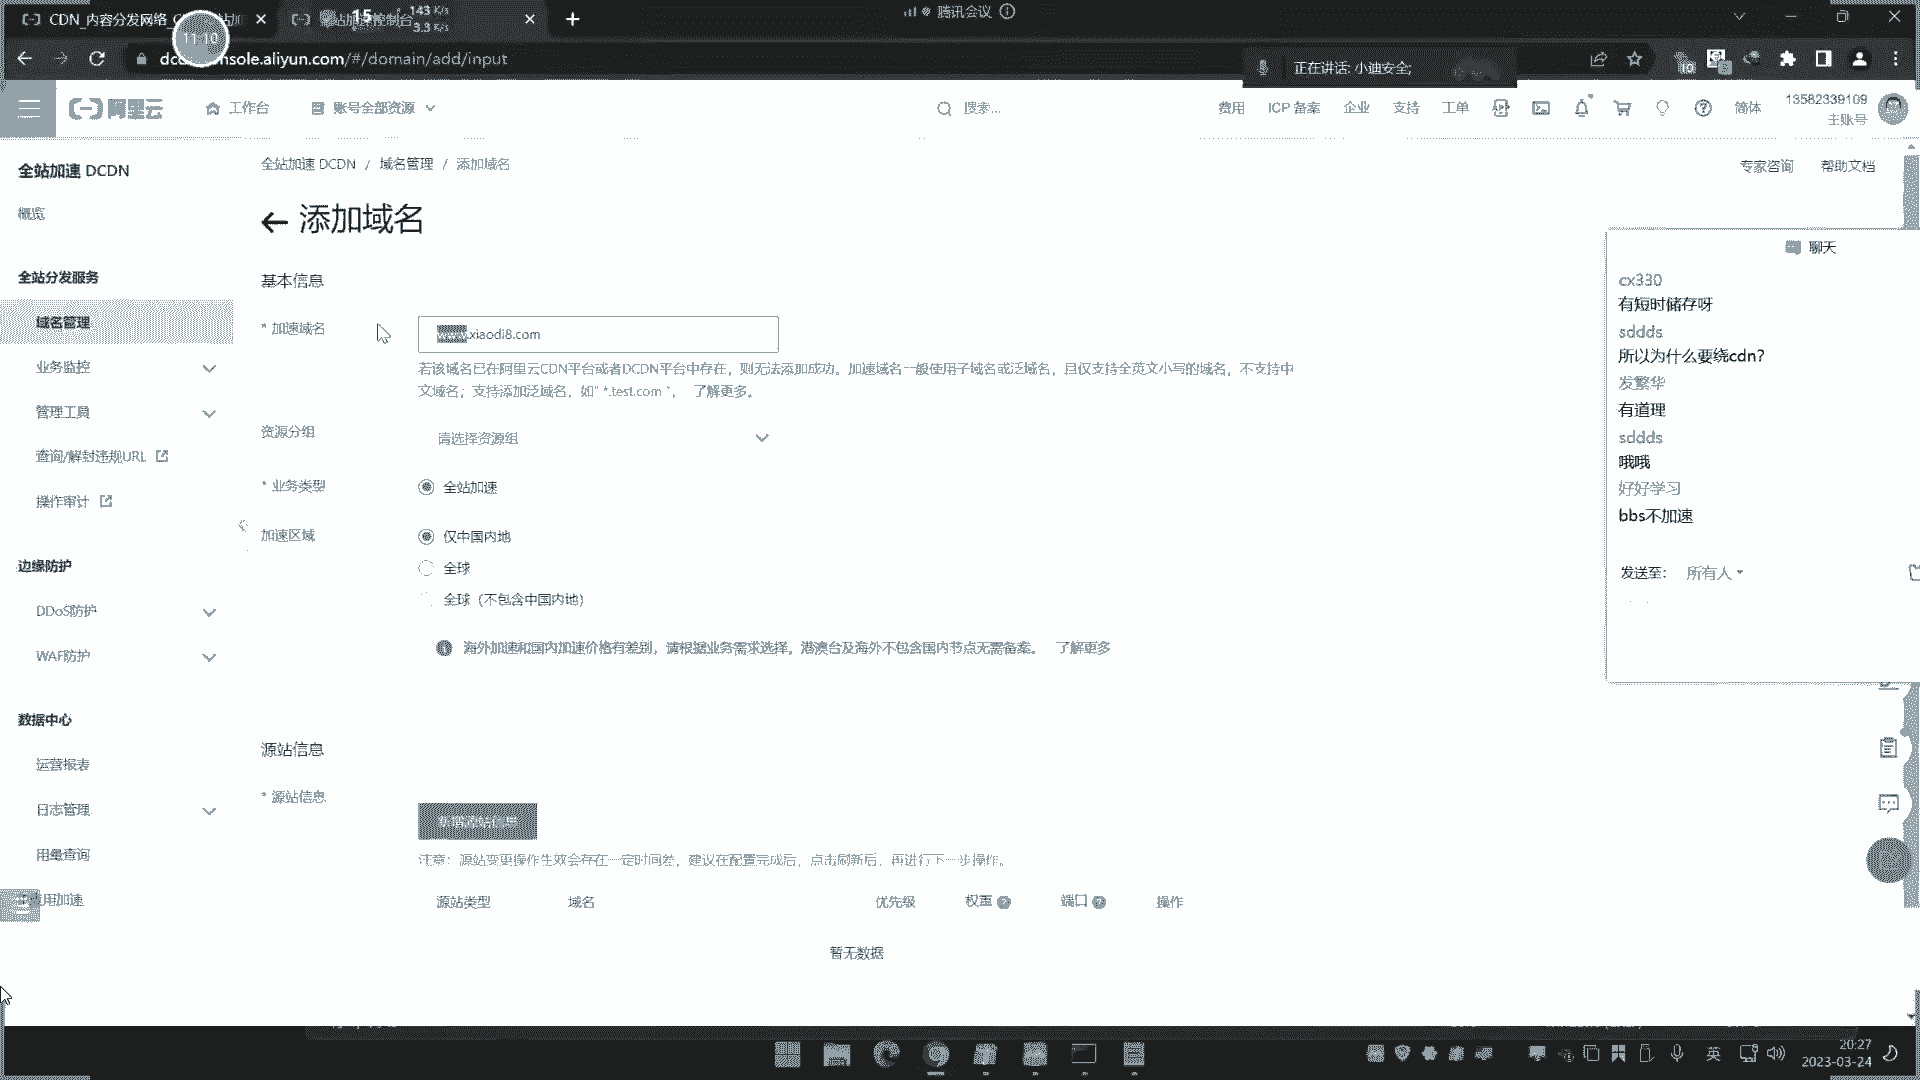 CDN_内容分发网络_C
15
143 K/s
3.3 K/s
11:10
腾讯会议
console.aliyun.com/#/domain/add/input
正在讲话: 小迪安全;
阿里云
工作台
账号全部资源
搜索...
费用
ICP 备案
企业
支持
工单
简体
13582339109
主账号
全站加速 DCDN
概览
全站分发服务
域名管理
业务监控
管理工具
查询/解封违规URL
操作审计
边缘防护
DDoS防护
WAF防护
数据中心
运营报表
日志管理
用量查询
用加速
全站加速 DCDN / 域名管理 / 添加域名
专家咨询
帮助文档
添加域名
基本信息
* 加速域名
www.xiaodi8.com
若该域名已在阿里云CDN平台或者DCDN平台中存在，则无法添加成功。加速域名一般使用子域名或泛域名，且仅支持全英文小写的域名，不支持中
文域名；支持添加泛域名，如" *.test.com "， 了解更多。
资源分组
请选择资源组
* 业务类型
全站加速
加速区域
仅中国内地
全球
全球（不包含中国内地）
海外加速和国内加速价格有差别，请根据业务需求选择，港澳台及海外不包含国内节点无需备案。 了解更多
源站信息
* 源站信息
新增源站信息
注意：源站变更操作生效会存在一定时间差，建议在配置完成后，点击刷新后，再进行下一步操作。
源站类型
域名
优先级
权重
端口
操作
暂无数据
聊天
cx330
有短时储存呀
sddds
所以为什么要绕cdn?
发繁华
有道理
sddds
哦哦
好好学习
bbs不加速
发送至:
所有人
英
20:27
2023-03-24